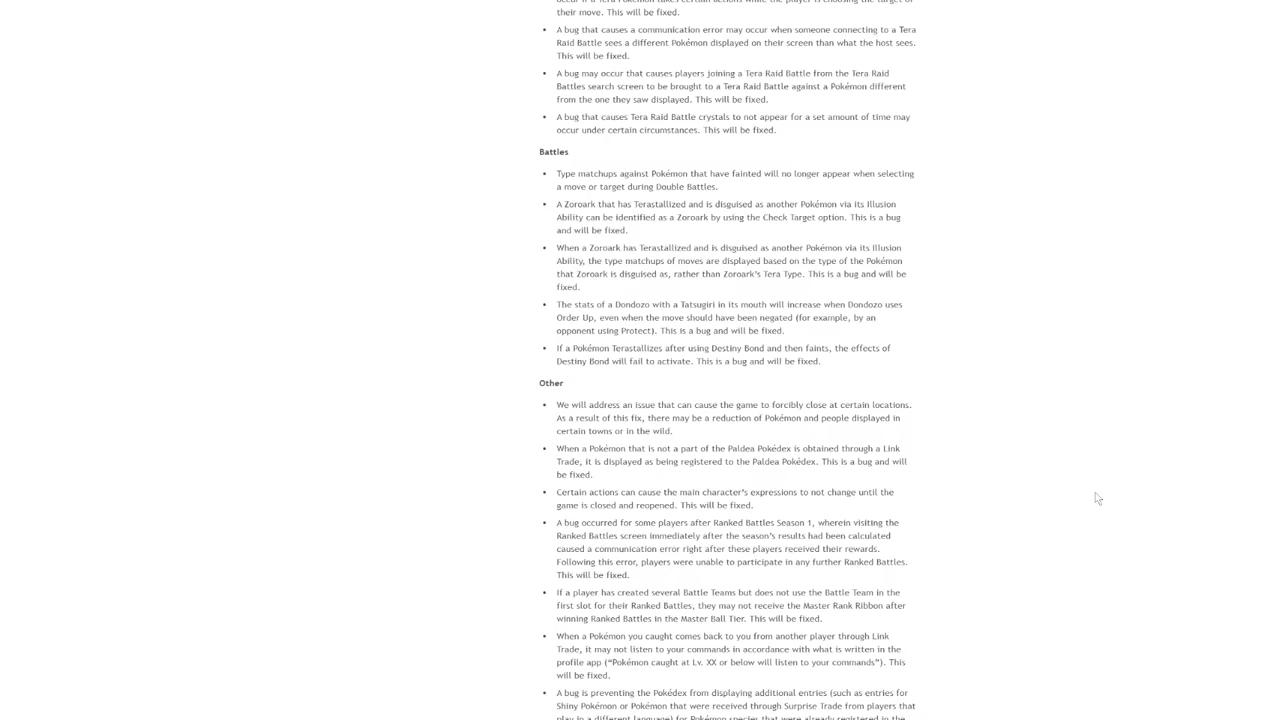 their move. This will be fixed.
• A bug that causes a communication error may occur when someone connecting to a Tera
Raid Battle sees a different Pokémon displayed on their screen than what the host sees.
This will be fixed.
• A bug may occur that causes players joining a Tera Raid Battle from the Tera Raid
Battles search screen to be brought to a Tera Raid Battle against a Pokémon different
from the one they saw displayed. This will be fixed.
• A bug that causes Tera Raid Battle crystals to not appear for a set amount of time may
occur under certain circumstances. This will be fixed.
Battles
• Type matchups against Pokémon that have fainted will no longer appear when selecting
a move or target during Double Battles.
• A Zoroark that has Terastallized and is disguised as another Pokémon via its Illusion
Ability can be identified as a Zoroark by using the Check Target option. This is a bug
and will be fixed.
• When a Zoroark has Terastallized and is disguised as another Pokémon via its Illusion
Ability, the type matchups of moves are displayed based on the type of the Pokémon
that Zoroark is disguised as, rather than Zoroark's Tera Type. This is a bug and will be
fixed.
• The stats of a Dondozo with a Tatsugiri in its mouth will increase when Dondozo uses
Order Up, even when the move should have been negated (for example, by an
opponent using Protect). This is a bug and will be fixed.
• If a Pokémon Terastallizes after using Destiny Bond and then faints, the effects of
Destiny Bond will fail to activate. This is a bug and will be fixed.
Other
• We will address an issue that can cause the game to forcibly close at certain locations.
As a result of this fix, there may be a reduction of Pokémon and people displayed in
certain towns or in the wild.
• When a Pokémon that is not a part of the Paldea Pokédex is obtained through a Link
Trade, it is displayed as being registered to the Paldea Pokédex. This is a bug and will
be fixed.
• Certain actions can cause the main character's expressions to not change until the
game is closed and reopened. This will be fixed.
• A bug occurred for some players after Ranked Battles Season 1, wherein visiting the
Ranked Battles screen immediately after the season's results had been calculated
caused a communication error right after these players received their rewards.
Following this error, players were unable to participate in any further Ranked Battles.
This will be fixed.
• If a player has created several Battle Teams but does not use the Battle Team in the
first slot for their Ranked Battles, they may not receive the Master Rank Ribbon after
winning Ranked Battles in the Master Ball Tier. This will be fixed.
• When a Pokémon you caught comes back to you from another player through Link
Trade, it may not listen to your commands in accordance with what is written in the
profile app (“Pokémon caught at Lv. XX or below will listen to your commands”). This
will be fixed.
• A bug is preventing the Pokédex from displaying additional entries (such as entries for
Shiny Pokémon or Pokémon that were received through Surprise Trade from players that
play in a different language) for Pokémon species that were already registered in the